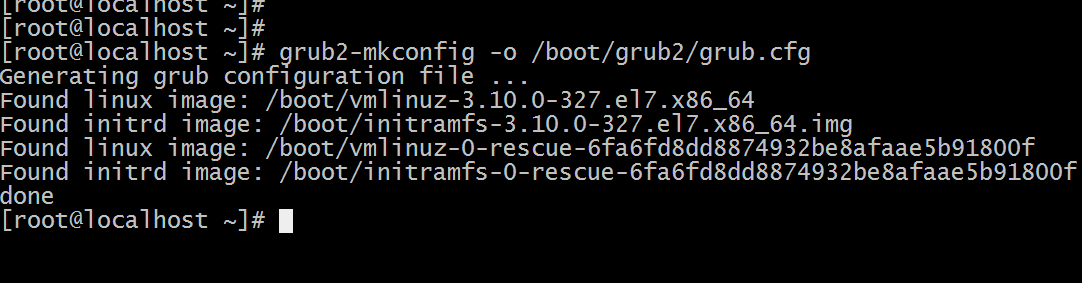 [root@localhost ~]#
[root@localhost ~]#
[root@localhost ~]# grub2-mkconfig -o /boot/grub2/grub.cfg
Generating grub configuration file ...
Found linux image: /boot/vmlinuz-3.10.0-327.el7.x86_64
Found initrd image: /boot/initramfs-3.10.0-327.el7.x86_64.img
Found linux image: /boot/vmlinuz-0-rescue-6fa6fd8dd8874932be8afaae5b91800f
Found initrd image: /boot/initramfs-0-rescue-6fa6fd8dd8874932be8afaae5b91800f
done
[root@localhost ~]#